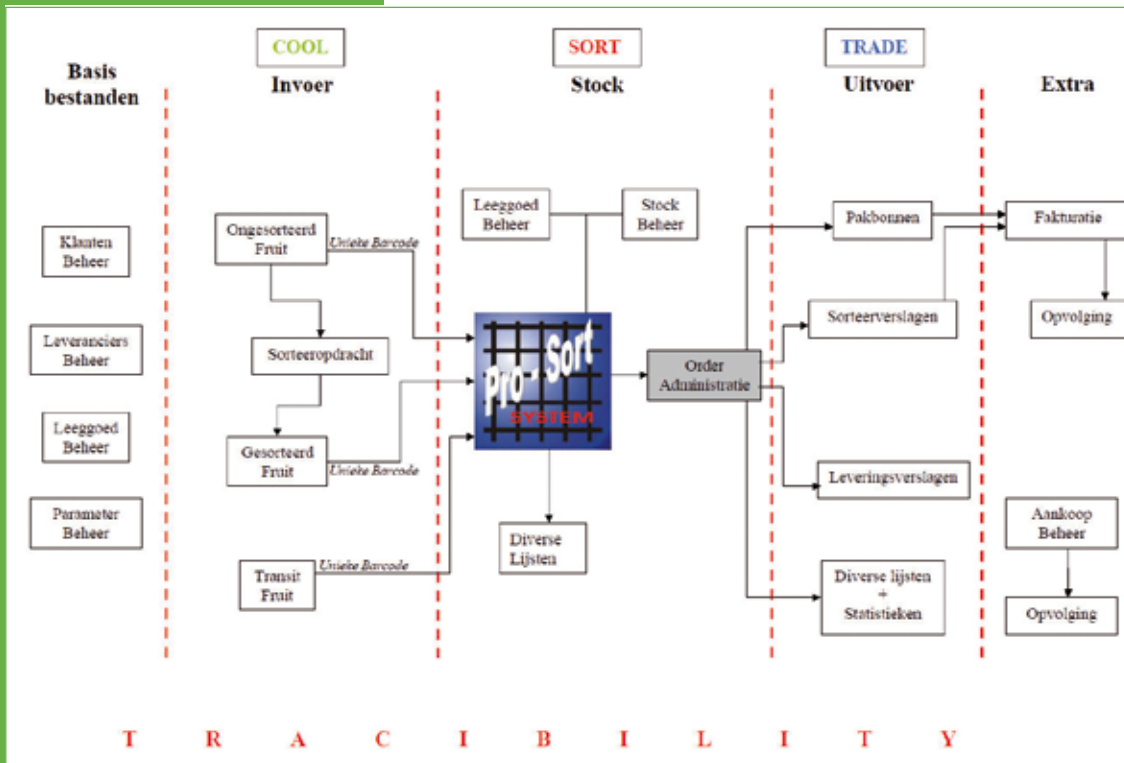 COOL
SORT
TRADE
Basis
bestanden
Invoer
Stock
Uitvoer
Extra
Klanten
Beheer
Leveranciers
Beheer
Leeggoed
Beheer
Parameter
Beheer
Ongesorteerd
Fruit
Unieke Barcode
Sorteeropdracht
Gesorteerd
Fruit
Unieke Barcode
Transit
Fruit
Unieke Barcode
Leeggoed
Beheer
Stock
Beheer
Pro - Sort
SYSTEM
Diverse
Lijsten
Order
Administratie
Pakbonnen
Sorteerverslagen
Leveringsverslagen
Diverse lijsten
+
Statistieken
Fakturatie
Opvolging
Aankoop
Beheer
Opvolging
T R A C I B I L I T Y